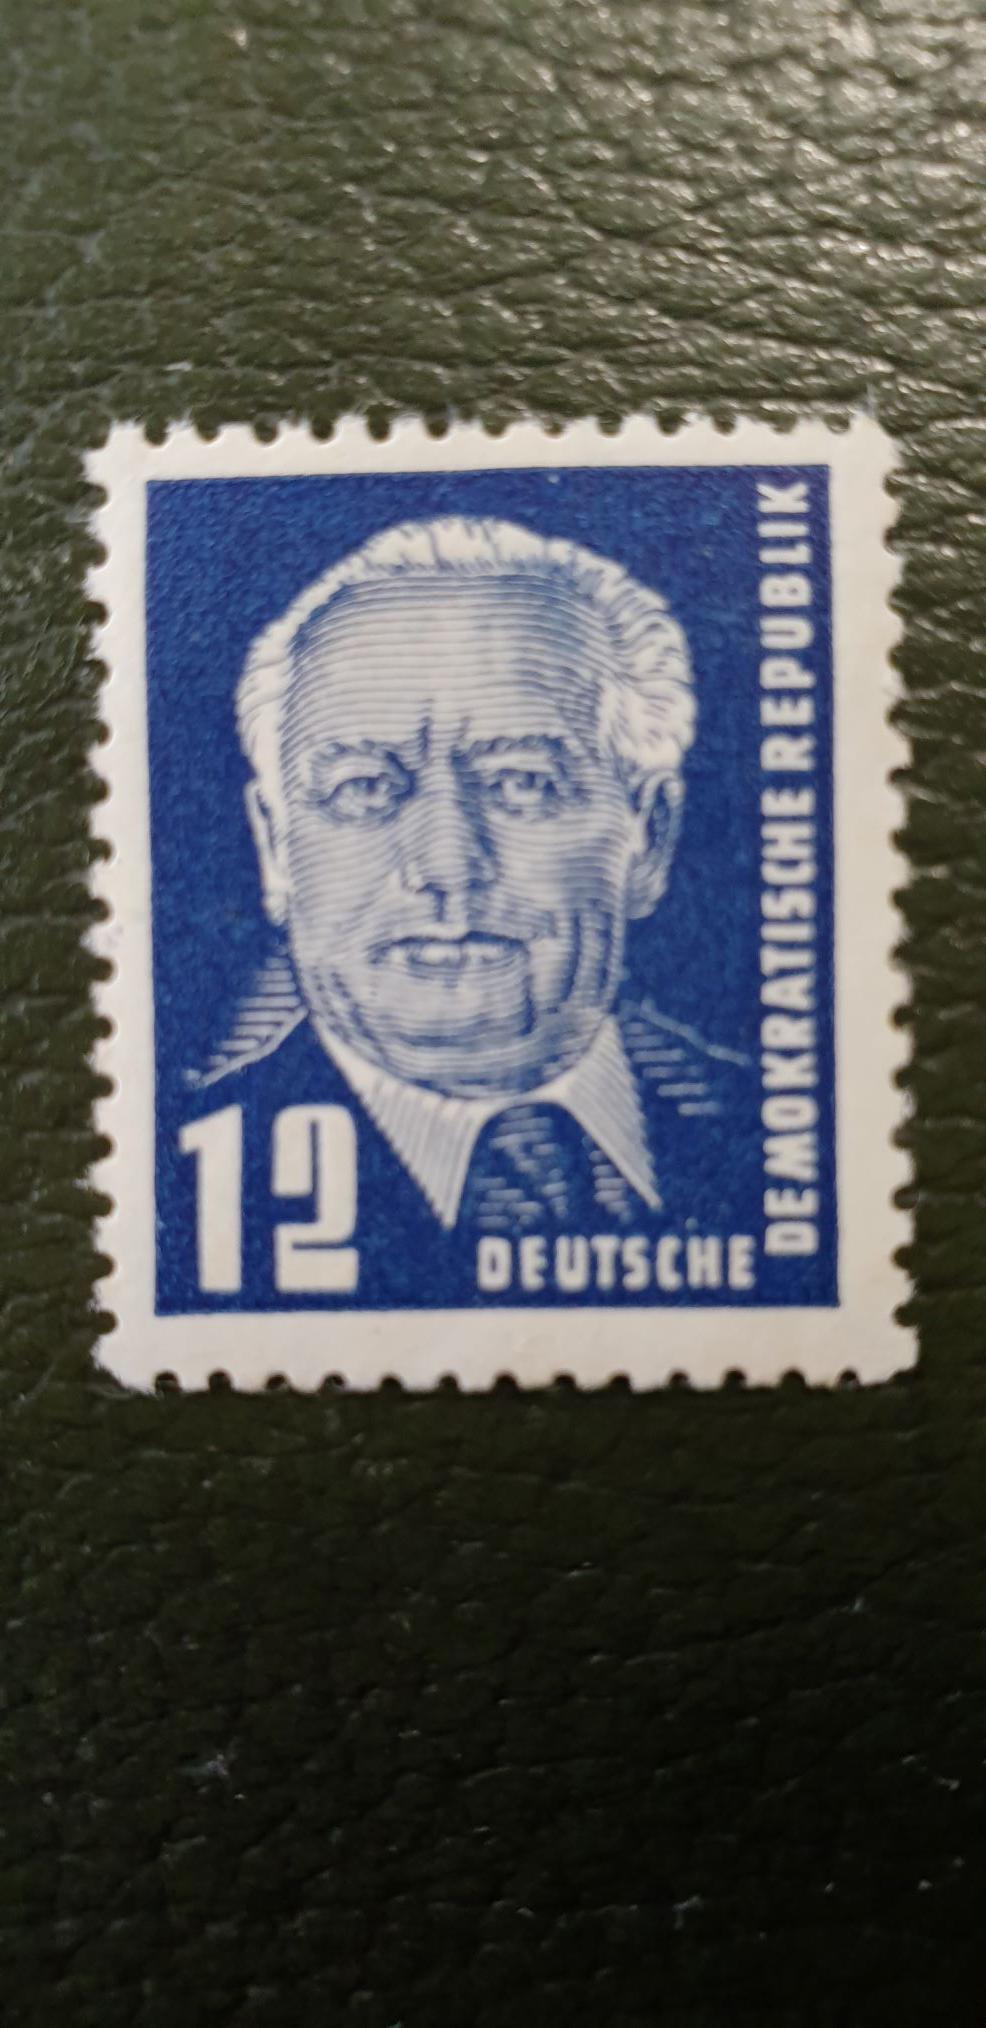 12
DEUTSCHE
DEMOKRATISCHE REPUBLIK